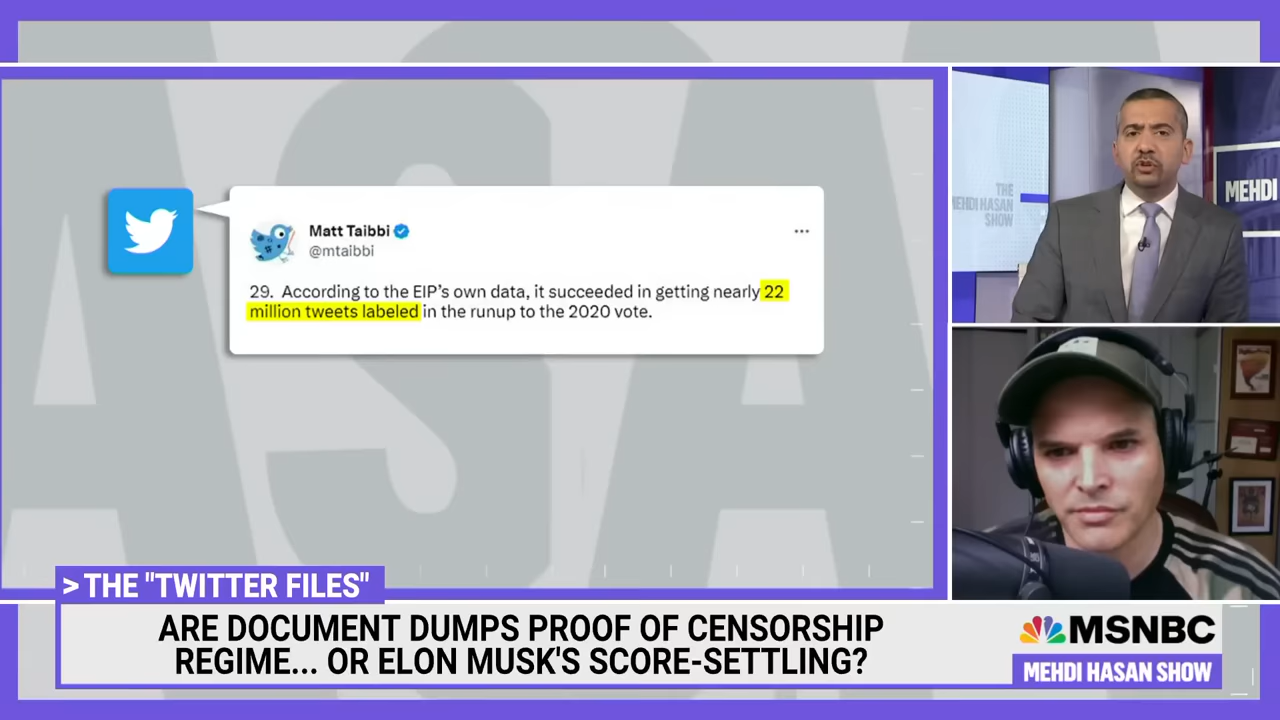 Matt Taibbi
@mtaibbi
29. According to the EIP's own data, it succeeded in getting nearly 22
million tweets labeled in the runup to the 2020 vote.
THE
MEHDI HASAN
SHOW
MEHDI
> THE "TWITTER FILES"
ARE DOCUMENT DUMPS PROOF OF CENSORSHIP
REGIME... OR ELON MUSK'S SCORE-SETTLING?
MSNBC
MEHDI HASAN SHOW